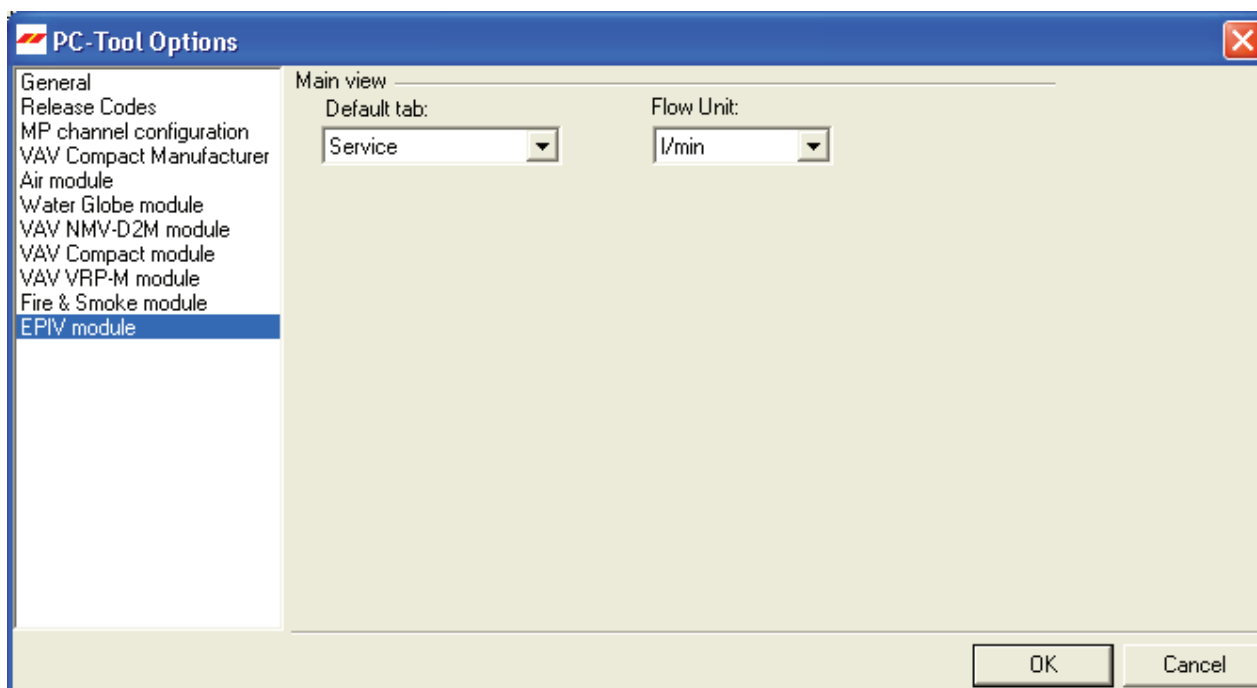 PC-Tool Options
General
Release Codes
MP channel configuration
VAV Compact Manufacturer
Air module
Water Globe module
VAV NMV-D2M module
VAV Compact module
VAV VRP-M module
Fire & Smoke module
EPIV module
Main view
Default tab: Flow Unit:
Service l/min
OK Cancel